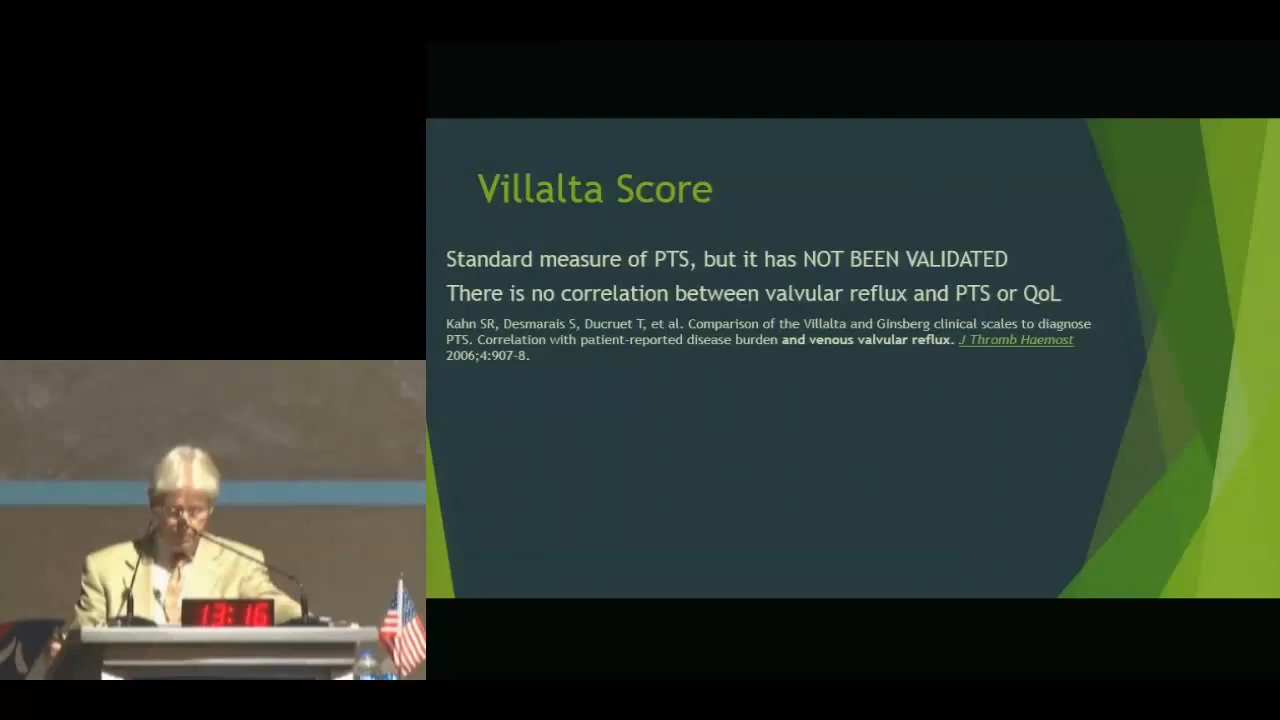 Villalta Score
Standard measure of PTS, but it has NOT BEEN VALIDATED
There is no correlation between valvular reflux and PTS or QoL
Kahn SR, Desmarais S, Ducruet T, et al. Comparison of the Villalta and Ginsberg clinical scales to diagnose
PTS. Correlation with patient-reported disease burden and venous valvular reflux. J Thromb Haemost
2006;4:907-8.
13:16